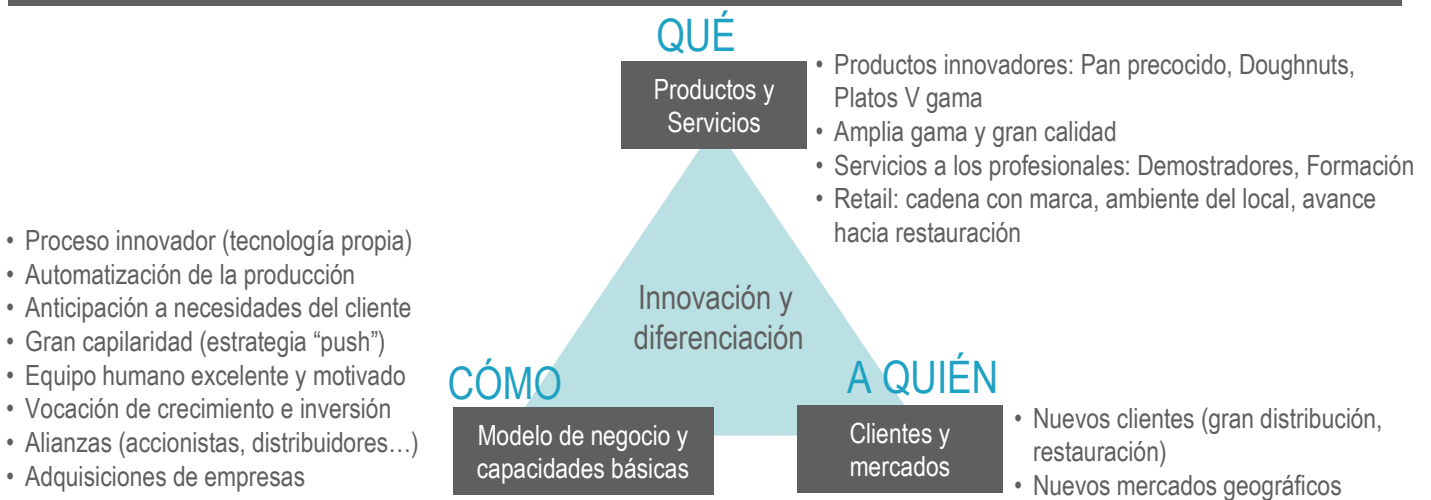 QUÉ
Productos y
Servicios
• Productos innovadores: Pan precocido, Doughnuts,
Platos V gama
• Amplia gama y gran calidad
• Servicios a los profesionales: Demostradores, Formación
• Retail: cadena con marca, ambiente del local, avance
hacia restauración
• Proceso innovador (tecnología propia)
• Automatización de la producción
• Anticipación a necesidades del cliente
• Gran capilaridad (estrategia “push”)
• Equipo humano excelente y motivado
• Vocación de crecimiento e inversión
• Alianzas (accionistas, distribuidores…)
• Adquisiciones de empresas
Innovación y
diferenciación
CÓMO
Modelo de negocio y
capacidades básicas
A QUIÉN
Clientes y
mercados
• Nuevos clientes (gran distribución,
restauración)
• Nuevos mercados geográficos